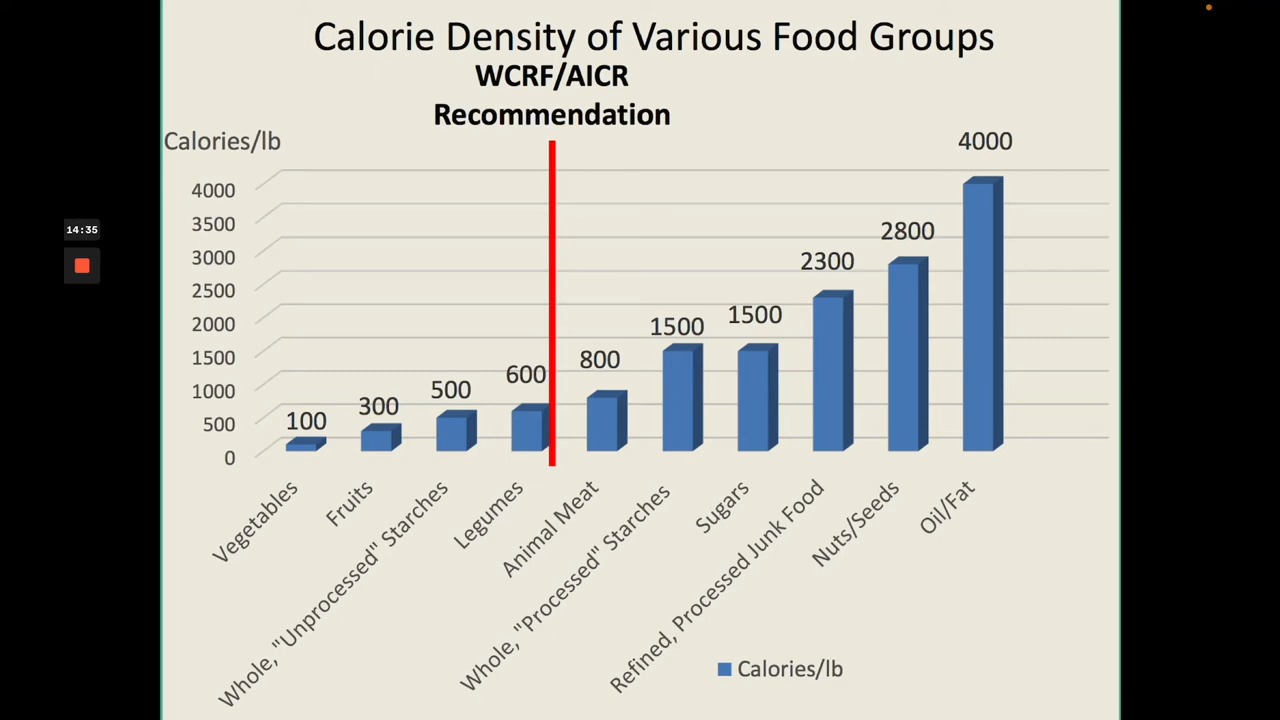 Calorie Density of Various Food Groups
WCRF/AICR
Recommendation
Calories/lb
4000
3500
3000
2500
2000
1500
1000
500
0
14:35
100
300
500
600
800
1500
1500
2300
2800
4000
Vegetables
Fruits
Whole, "Unprocessed" Starches
Legumes
Animal Meat
Whole, "Processed" Starches
Sugars
Refined, Processed Junk Food
Nuts/Seeds
Oil/Fat
Calories/lb